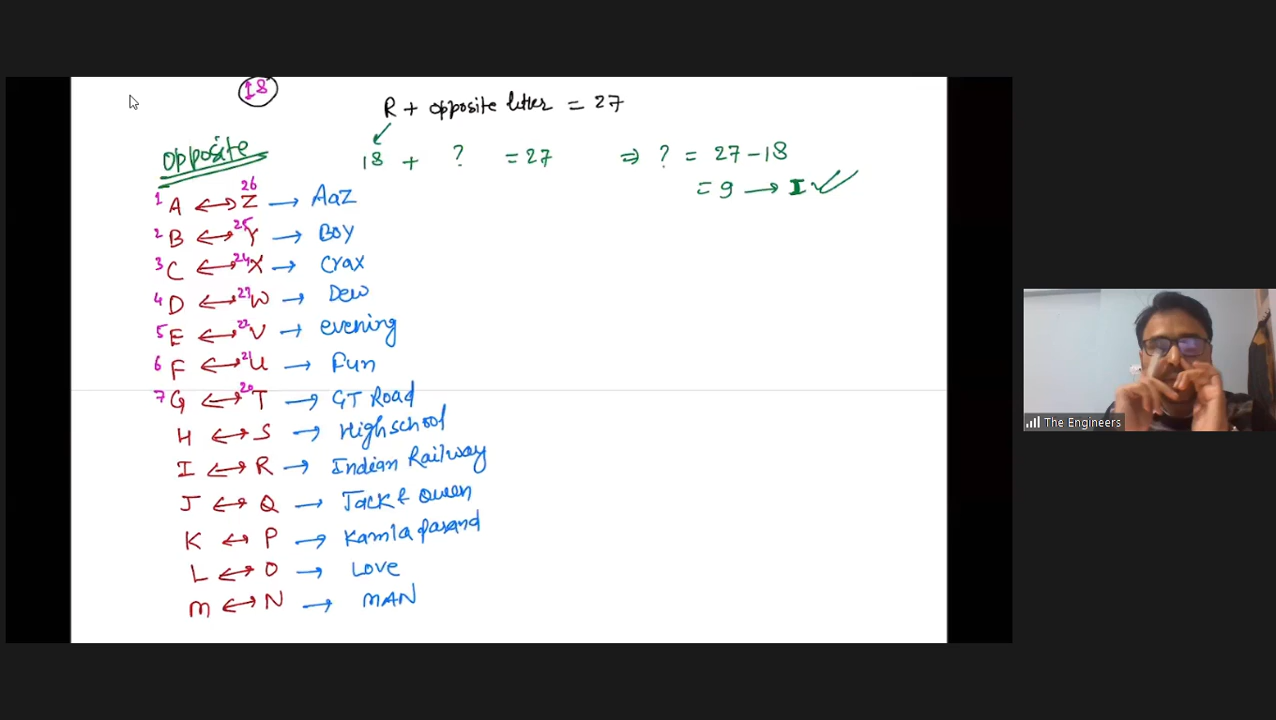 18
R + opposite letter = 27
opposite
18 + ? = 27 ⇒ ? = 27 - 18
= 9 → I ✓
1 A ↔ 26 Z → AaZ
2 B ↔ 25 Y → BOY
3 C ↔ 24 X → Crax
4 D ↔ 23 W → Dew
5 E ↔ 22 V → evening
6 F ↔ 21 U → Fun
7 G ↔ 20 T → GT Road
H ↔ S → High school
I ↔ R → Indian Railway
J ↔ Q → Jack & Queen
K ↔ P → Kamla pasand
L ↔ O → LOVE
M ↔ N → MAN
The Engineers